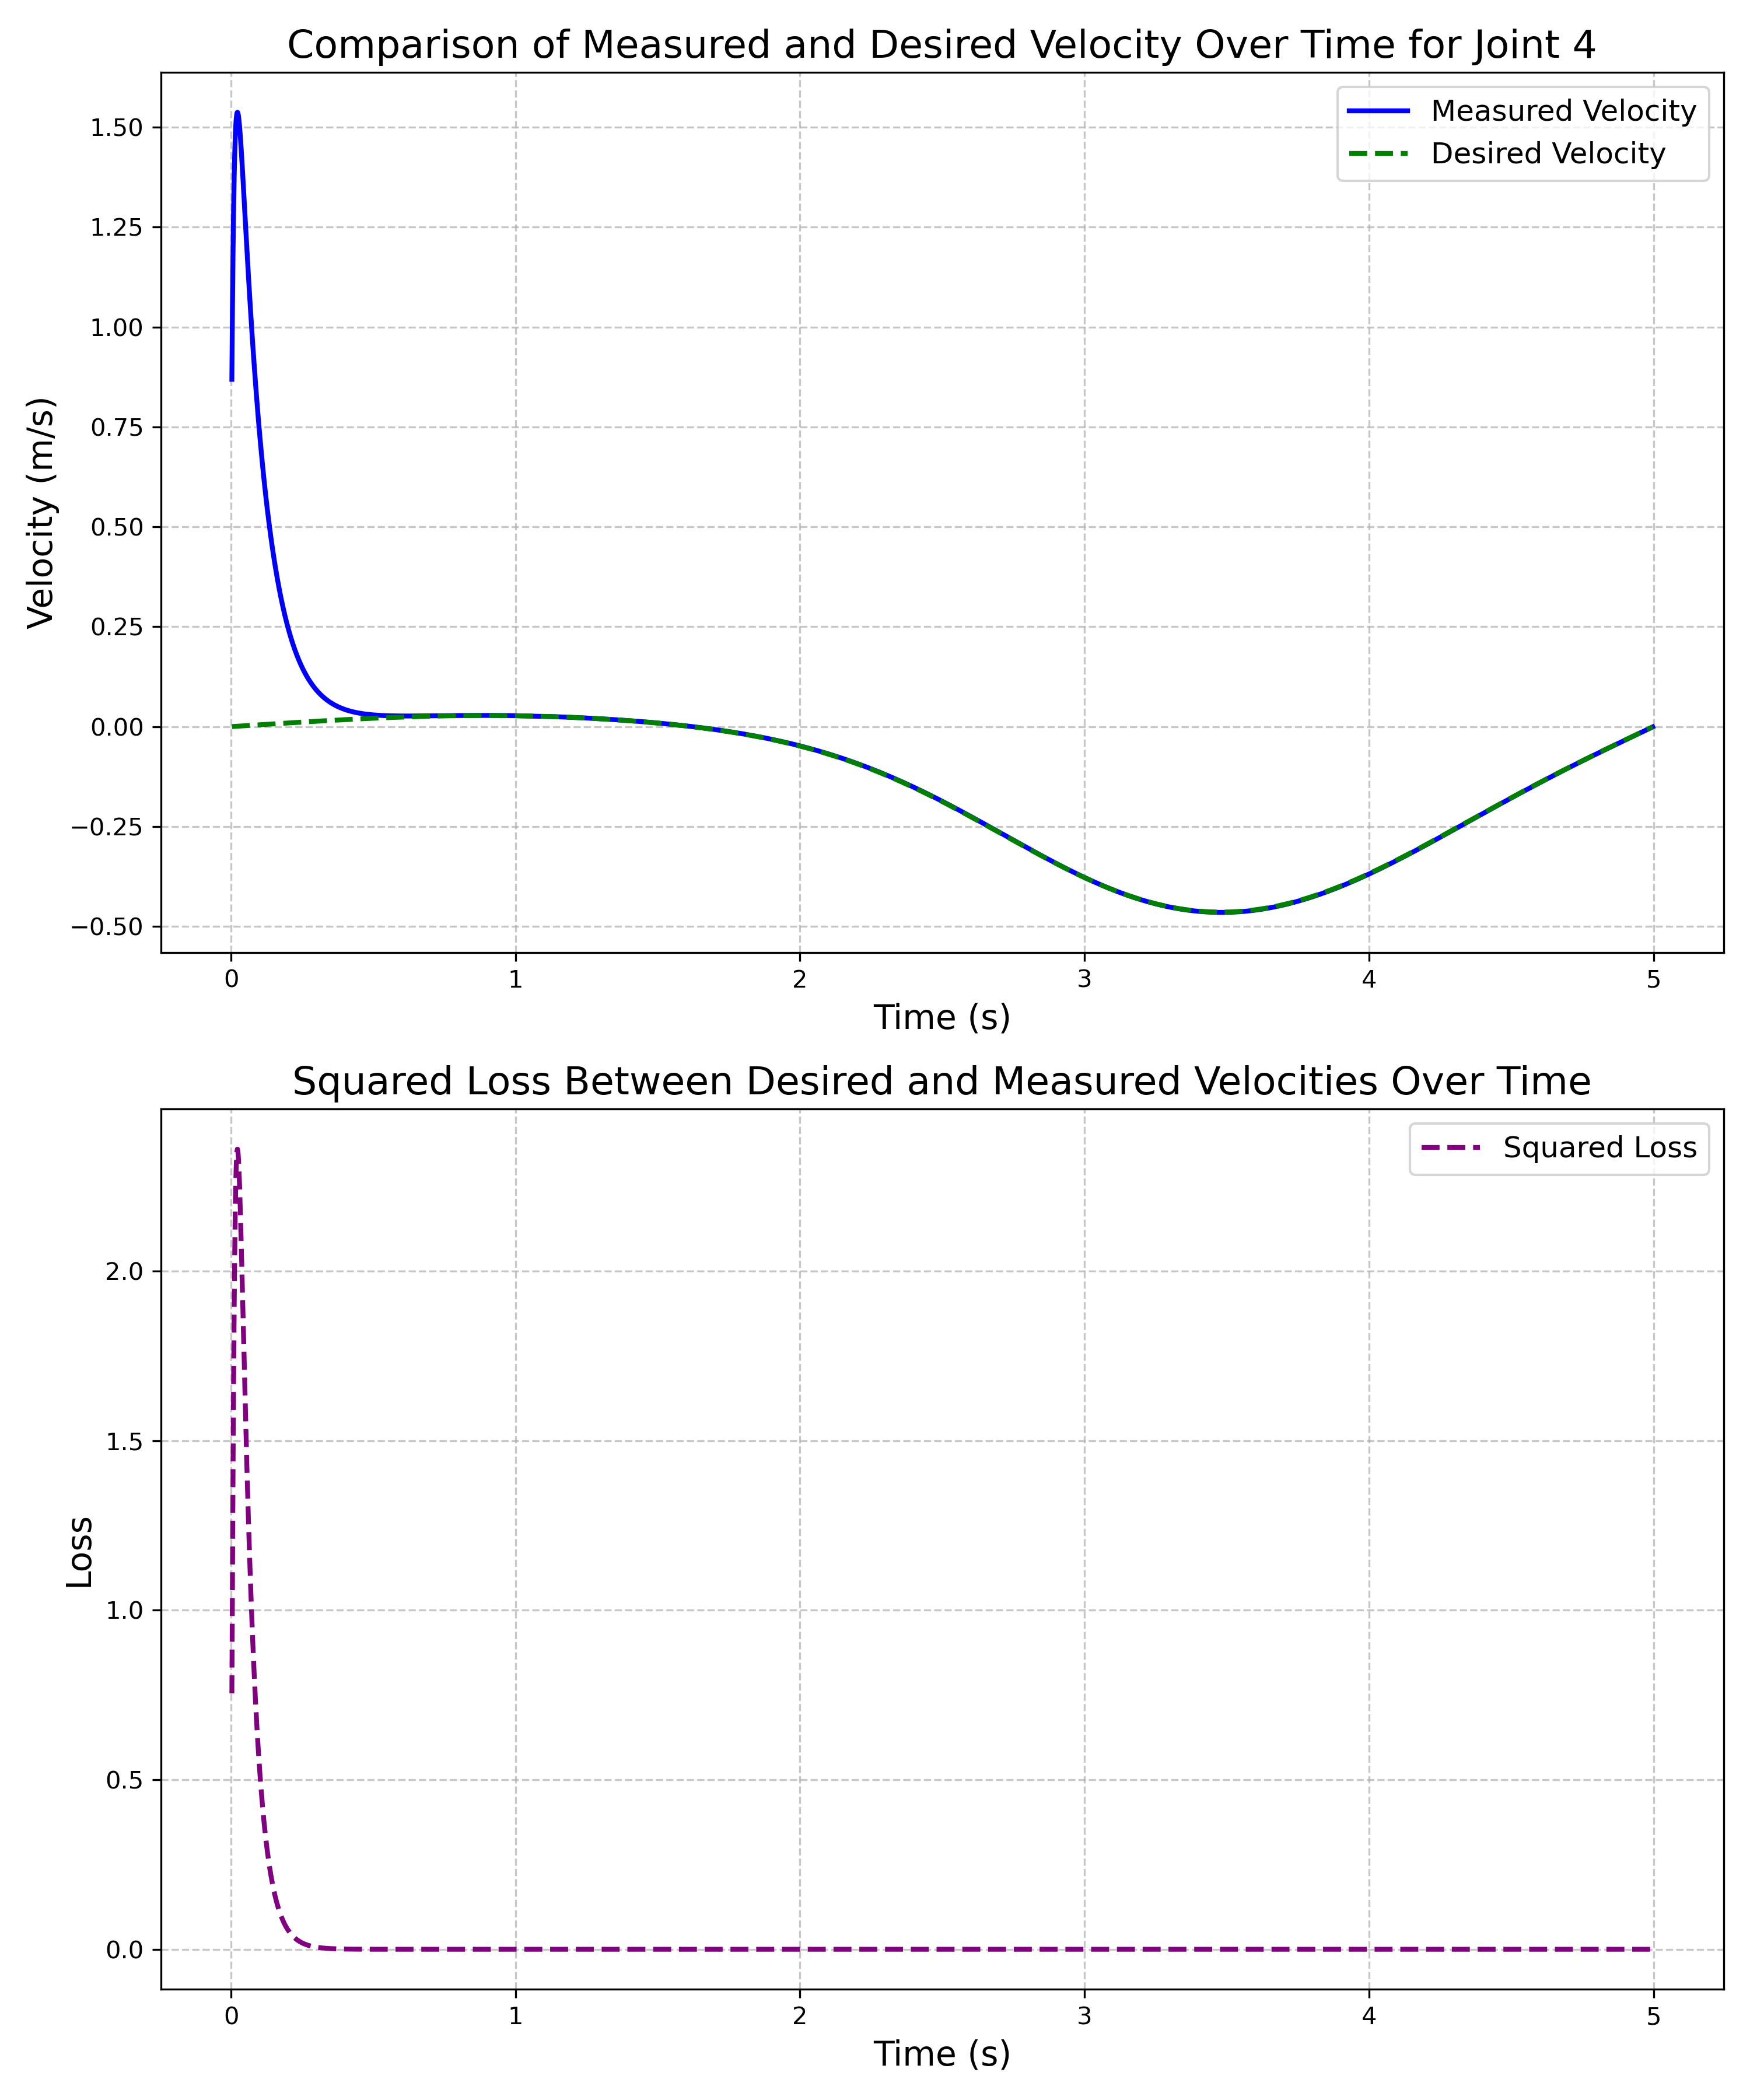 Comparison of Measured and Desired Velocity Over Time for Joint 4
Measured Velocity
Desired Velocity
Velocity (m/s)
1.50
1.25
1.00
0.75
0.50
0.25
0.00
−0.25
−0.50
0 1 2 3 4 5
Time (s)
Squared Loss Between Desired and Measured Velocities Over Time
Squared Loss
Loss
2.0
1.5
1.0
0.5
0.0
0 1 2 3 4 5
Time (s)